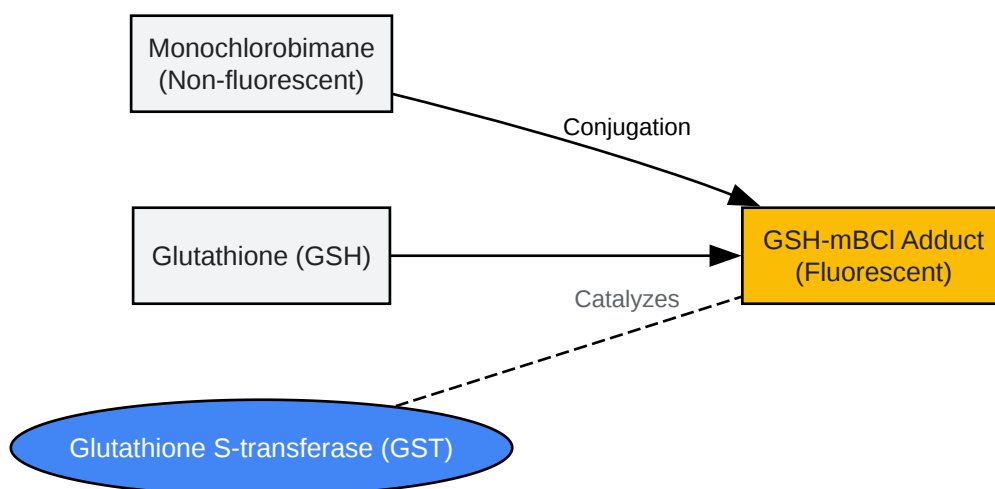 Monochlorobimane
(Non-fluorescent)
Conjugation
Glutathione (GSH)
GSH-mBCl Adduct
(Fluorescent)
Catalyzes
Glutathione S-transferase (GST)